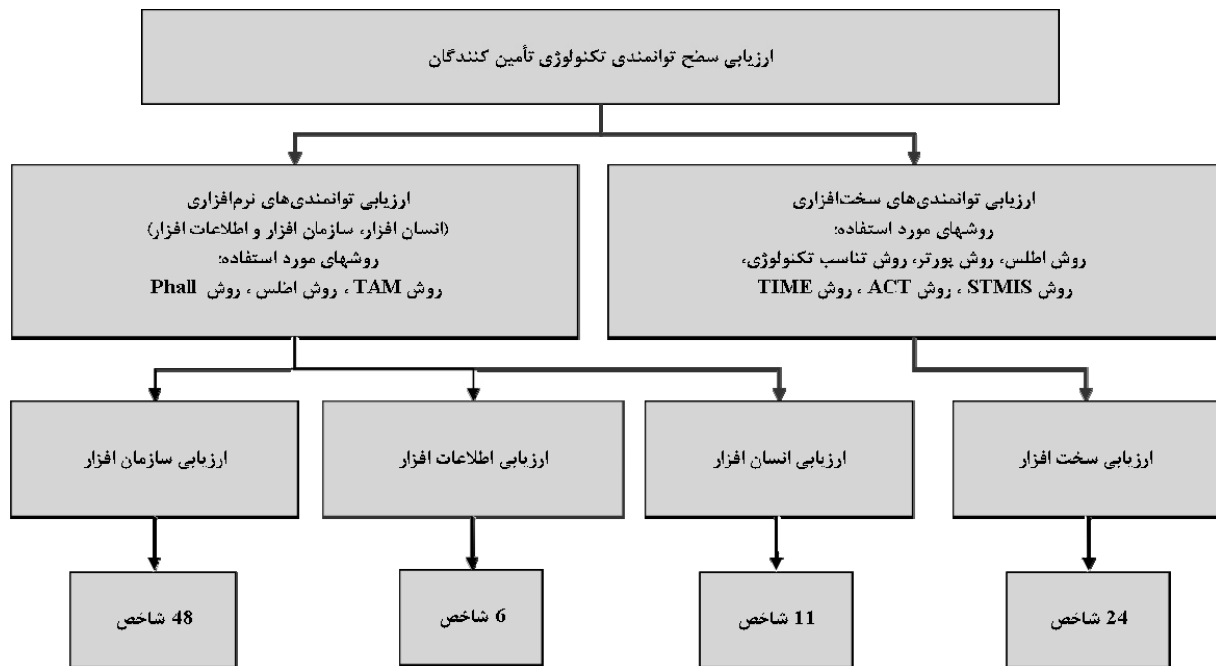 ارزیابی سطح توانمندی تکنولوژی تأمین کنندگان
ارزیابی توانمندی‌های سخت‌افزاری
روشهای مورد استفاده:
روش اطلس، روش پورتر، روش تناسب تکنولوژی،
روش STMIS ، روش ACT ، روش TIME
ارزیابی توانمندی‌های نرم‌افزاری
(انسان افزار، سازمان افزار و اطلاعات افزار)
روشهای مورد استفاده:
روش TAM ، روش اطلس ، روش Phall
ارزیابی سخت افزار
ارزیابی انسان افزار
ارزیابی اطلاعات افزار
ارزیابی سازمان افزار
24 شاخص
11 شاخص
6 شاخص
48 شاخص